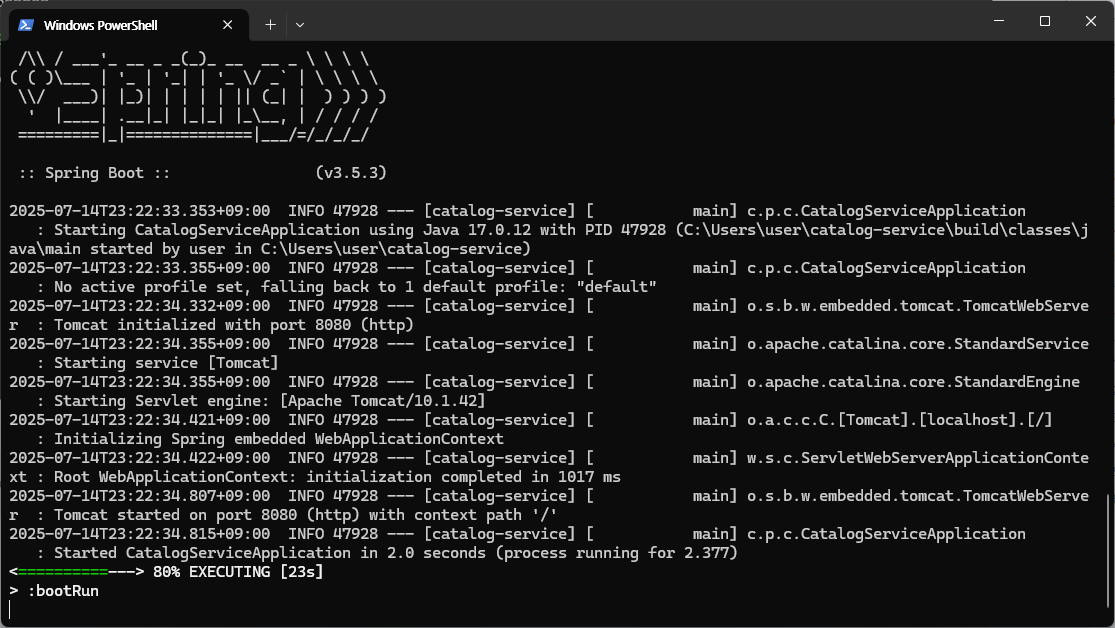 Windows PowerShell
 /\\ / ___'_ __ _ _(_)_ __  __ _ \ \ \ \
( ( )\___ | '_ | '_| | '_ \/ _` | \ \ \ \
 \\/  ___)| |_)| | | | | || (_| |  ) ) ) )
  '  |____| .__|_| |_|_| |_\__, | / / / /
 =========|_|==============|___/=/_/_/_/
 :: Spring Boot ::                (v3.5.3)
2025-07-14T23:22:33.353+09:00  INFO 47928 --- [catalog-service] [           main] c.p.c.CatalogServiceApplication
   : Starting CatalogServiceApplication using Java 17.0.12 with PID 47928 (C:\Users\user\catalog-service\build\classes\j
ava\main started by user in C:\Users\user\catalog-service)
2025-07-14T23:22:33.355+09:00  INFO 47928 --- [catalog-service] [           main] c.p.c.CatalogServiceApplication
   : No active profile set, falling back to 1 default profile: "default"
2025-07-14T23:22:34.332+09:00  INFO 47928 --- [catalog-service] [           main] o.s.b.w.embedded.tomcat.TomcatWebServe
r  : Tomcat initialized with port 8080 (http)
2025-07-14T23:22:34.355+09:00  INFO 47928 --- [catalog-service] [           main] o.apache.catalina.core.StandardService
   : Starting service [Tomcat]
2025-07-14T23:22:34.355+09:00  INFO 47928 --- [catalog-service] [           main] o.apache.catalina.core.StandardEngine
   : Starting Servlet engine: [Apache Tomcat/10.1.42]
2025-07-14T23:22:34.421+09:00  INFO 47928 --- [catalog-service] [           main] o.a.c.c.C.[Tomcat].[localhost].[/]
   : Initializing Spring embedded WebApplicationContext
2025-07-14T23:22:34.422+09:00  INFO 47928 --- [catalog-service] [           main] w.s.c.ServletWebServerApplicationConte
xt : Root WebApplicationContext: initialization completed in 1017 ms
2025-07-14T23:22:34.807+09:00  INFO 47928 --- [catalog-service] [           main] o.s.b.w.embedded.tomcat.TomcatWebServe
r  : Tomcat started on port 8080 (http) with context path '/'
2025-07-14T23:22:34.815+09:00  INFO 47928 --- [catalog-service] [           main] c.p.c.CatalogServiceApplication
   : Started CatalogServiceApplication in 2.0 seconds (process running for 2.377)
<==========---> 80% EXECUTING [23s]
> :bootRun